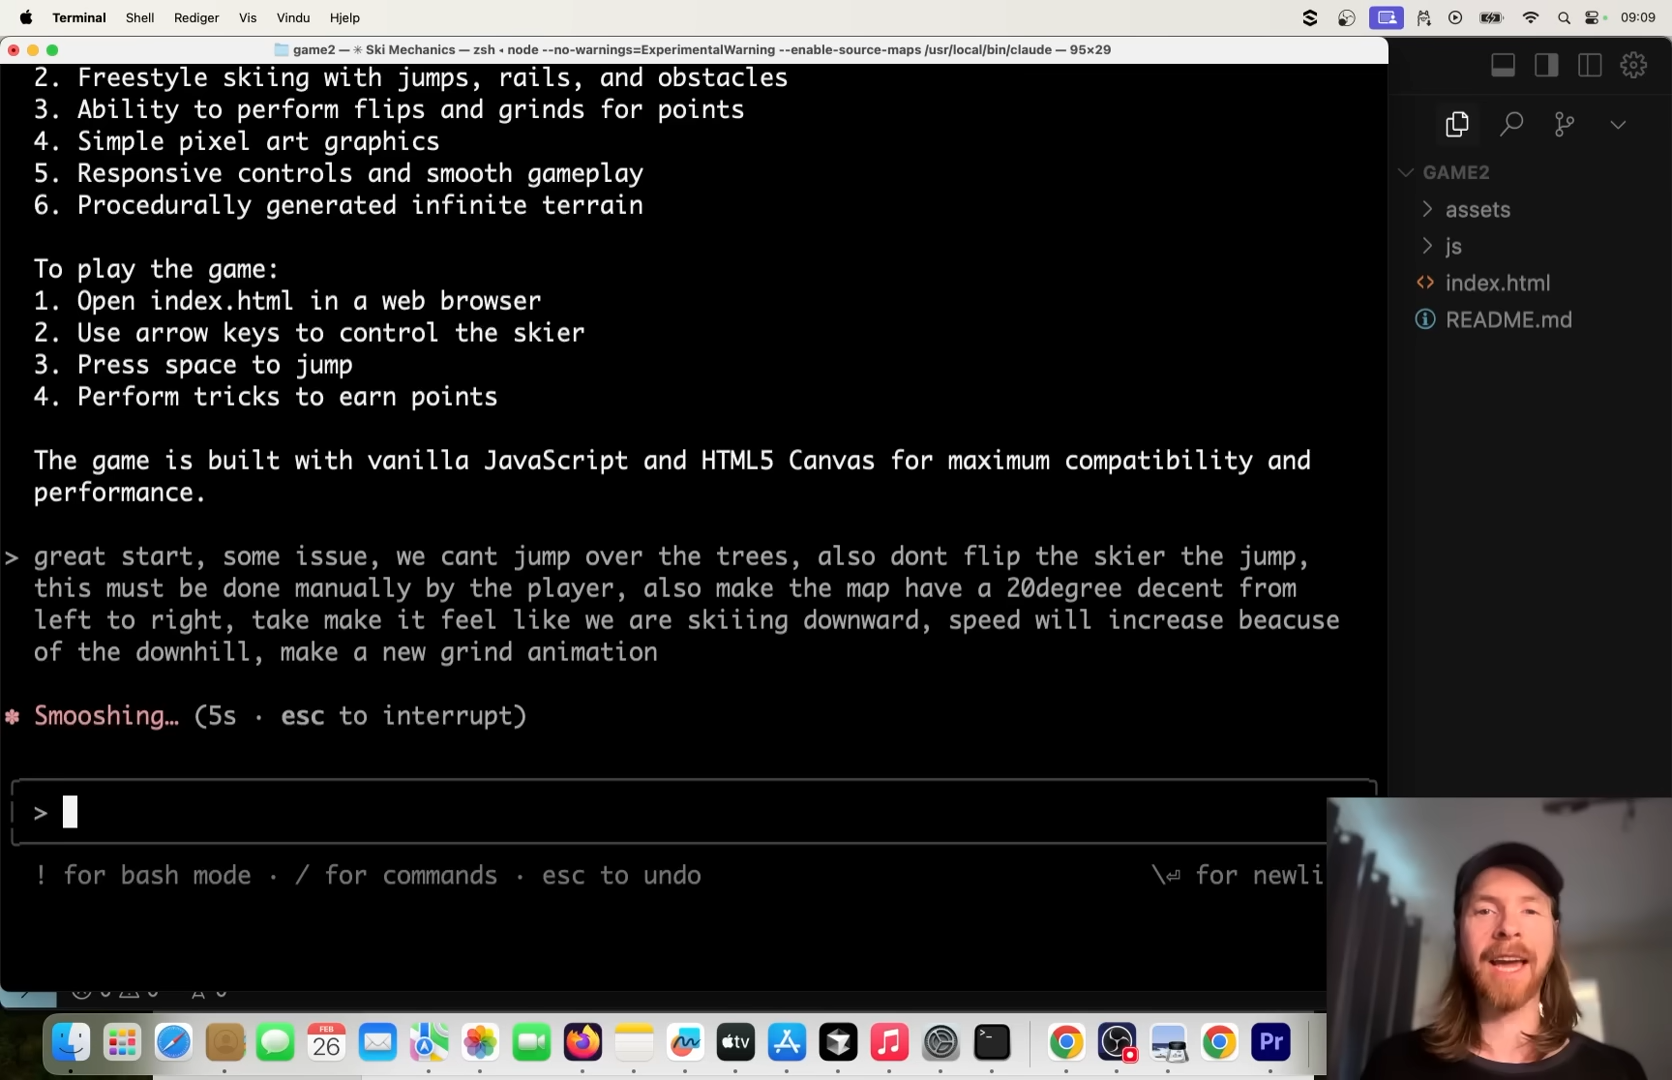 Terminal Shell Rediger Vis Vindu Hjelp 09:09
game2 — ✳ Ski Mechanics — zsh ◂ node --no-warnings=ExperimentalWarning --enable-source-maps /usr/local/bin/claude — 95×29
2. Freestyle skiing with jumps, rails, and obstacles
3. Ability to perform flips and grinds for points
4. Simple pixel art graphics
5. Responsive controls and smooth gameplay
6. Procedurally generated infinite terrain
To play the game:
1. Open index.html in a web browser
2. Use arrow keys to control the skier
3. Press space to jump
4. Perform tricks to earn points
The game is built with vanilla JavaScript and HTML5 Canvas for maximum compatibility and
performance.
> great start, some issue, we cant jump over the trees, also dont flip the skier the jump,
this must be done manually by the player, also make the map have a 20degree decent from
left to right, take make it feel like we are skiiing downward, speed will increase beacuse
of the downhill, make a new grind animation
✽ Smooshing… (5s · esc to interrupt)
>
! for bash mode · / for commands · esc to undo \⏎ for newli
GAME2
assets
js
index.html
README.md
FEB
26
tv
Pr